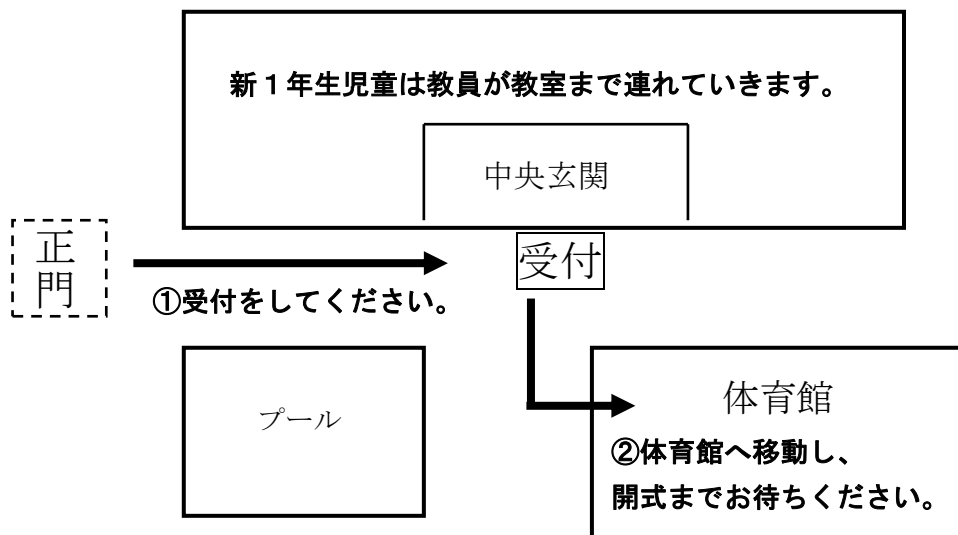 新１年生児童は教員が教室まで連れていきます。
中央玄関
正門
受付
①受付をしてください。
プール
体育館
②体育館へ移動し、
開式までお待ちください。